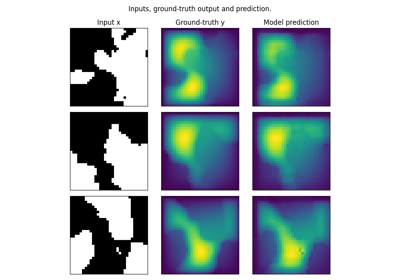 Inputs, ground-truth output and prediction.
Input x
Ground-truth y
Model prediction